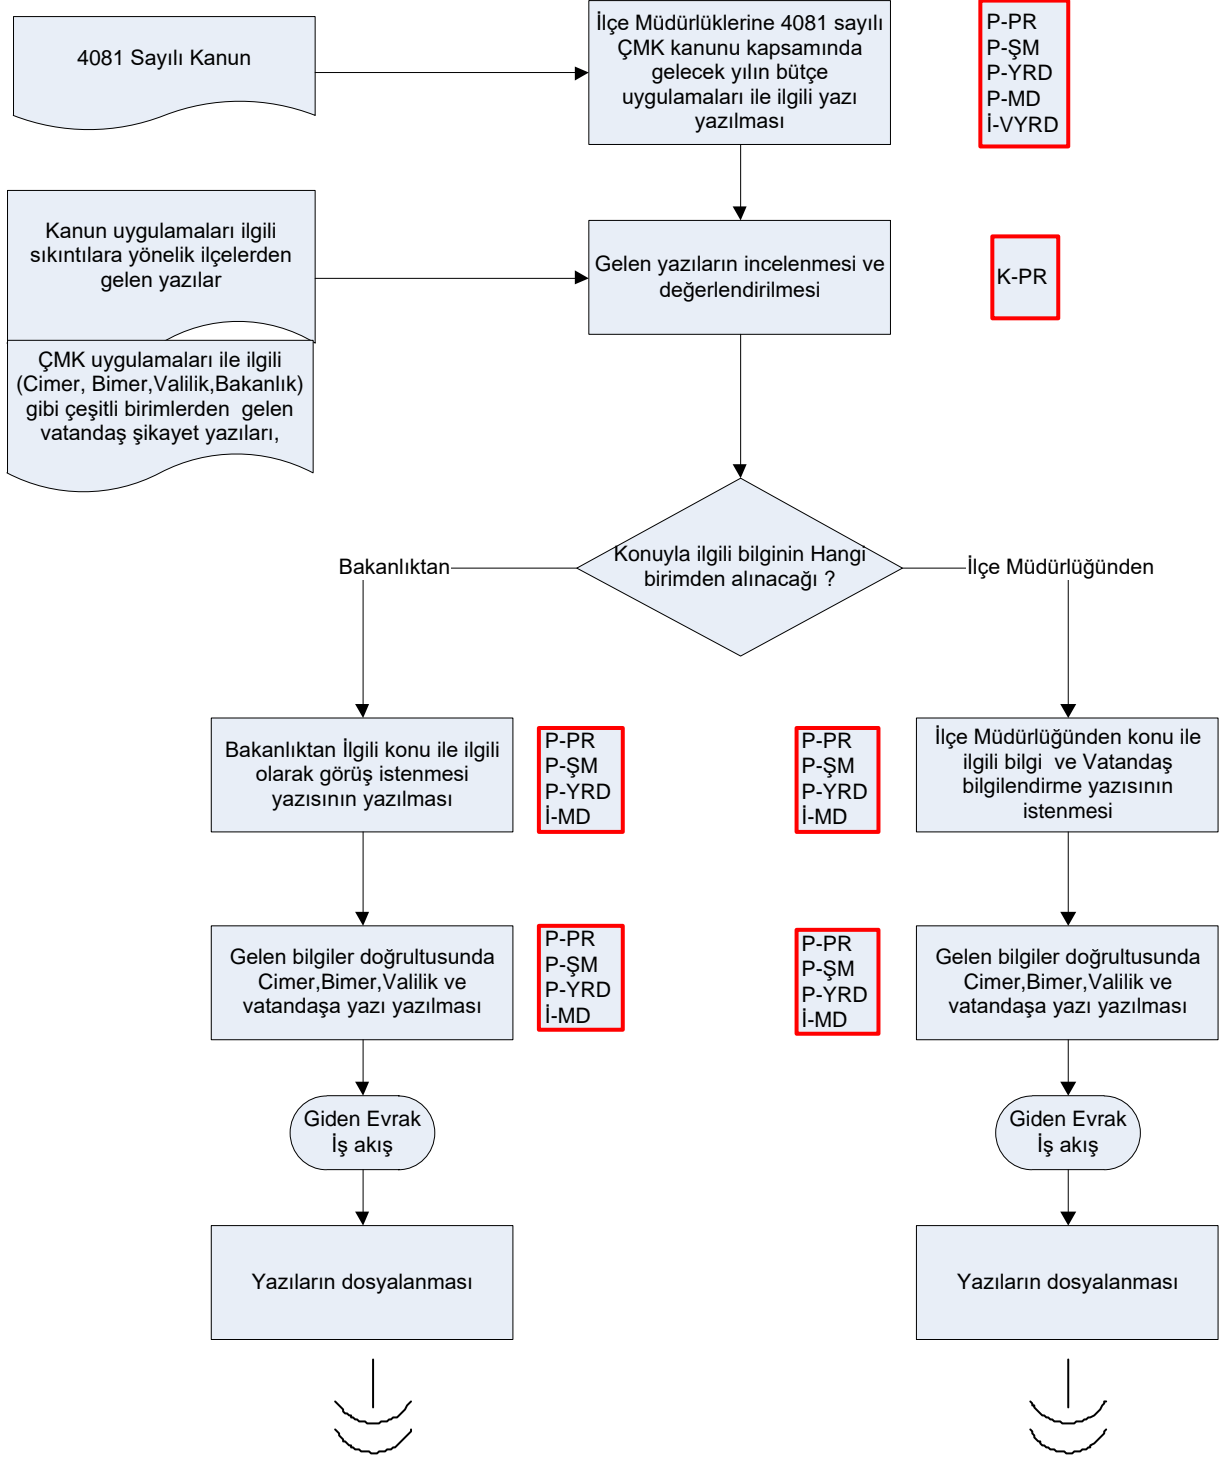 4081 Sayılı Kanun
İlçe Müdürlüklerine 4081 sayılı
ÇMK kanunu kapsamında
gelecek yılın bütçe
uygulamaları ile ilgili yazı
yazılması
P-PR
P-ŞM
P-YRD
P-MD
İ-VYRD
Kanun uygulamaları ilgili
sıkıntılara yönelik ilçelerden
gelen yazılar
Gelen yazıların incelenmesi ve
değerlendirilmesi
K-PR
ÇMK uygulamaları ile ilgili
(Cimer, Bimer,Valilik,Bakanlık)
gibi çeşitli birimlerden gelen
vatandaş şikayet yazıları,
Konuyla ilgili bilginin Hangi
birimden alınacağı ?
Bakanlıktan
İlçe Müdürlüğünden
Bakanlıktan İlgili konu ile ilgili
olarak görüş istenmesi
yazısının yazılması
P-PR
P-ŞM
P-YRD
İ-MD
P-PR
P-ŞM
P-YRD
İ-MD
İlçe Müdürlüğünden konu ile
ilgili bilgi ve Vatandaş
bilgilendirme yazısının
istenmesi
Gelen bilgiler doğrultusunda
Cimer,Bimer,Valilik ve
vatandaşa yazı yazılması
P-PR
P-ŞM
P-YRD
İ-MD
P-PR
P-ŞM
P-YRD
İ-MD
Gelen bilgiler doğrultusunda
Cimer,Bimer,Valilik ve
vatandaşa yazı yazılması
Giden Evrak
İş akış
Giden Evrak
İş akış
Yazıların dosyalanması
Yazıların dosyalanması